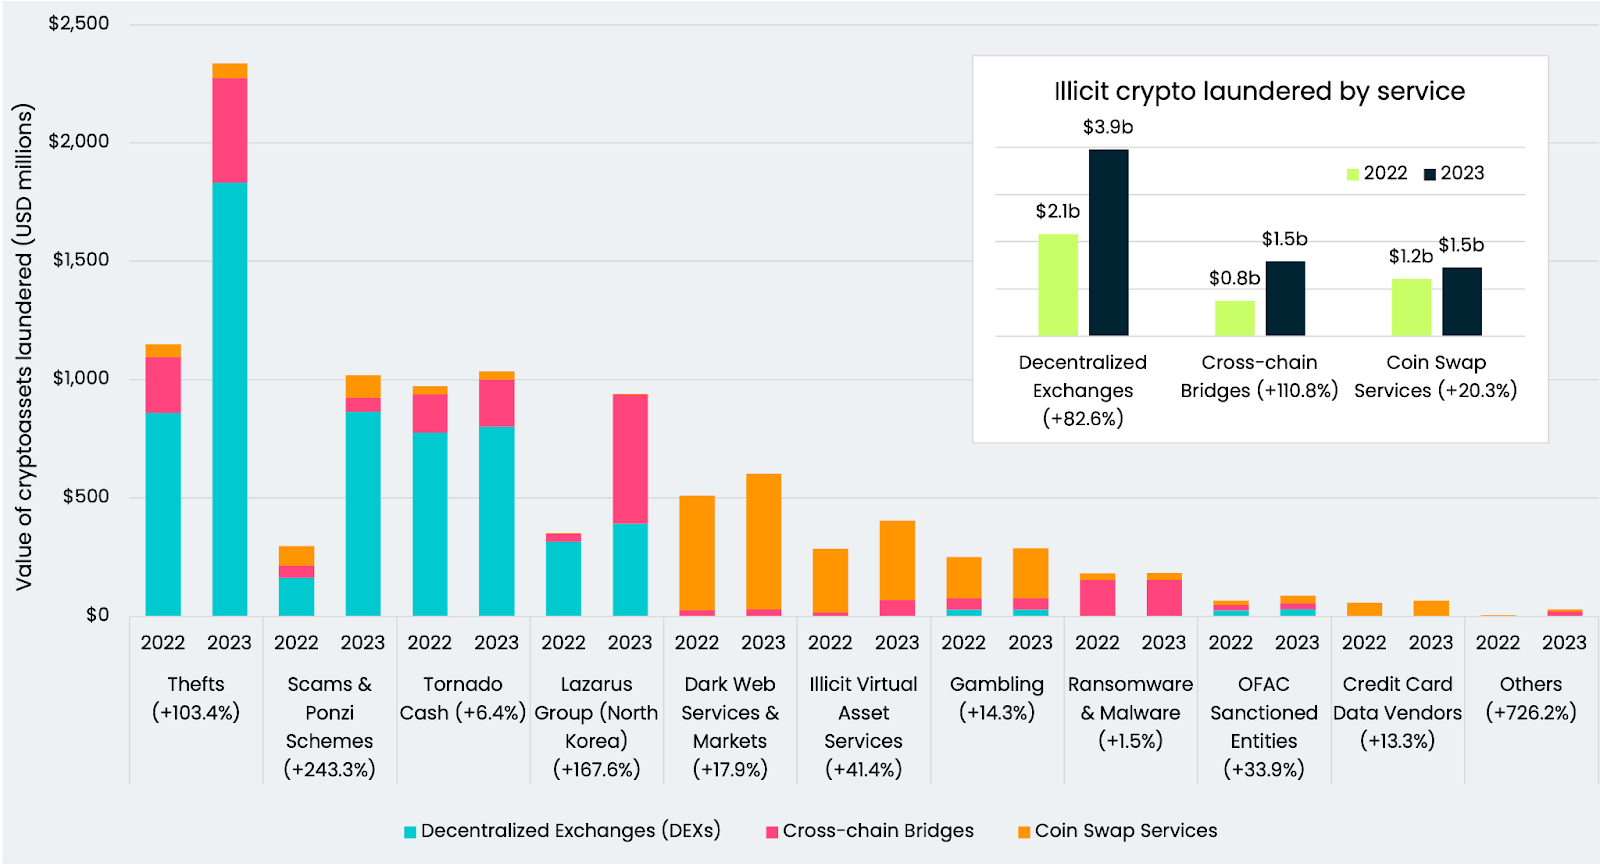 Value of cryptoassets laundered (USD millions)
$2,500
$2,000
$1,500
$1,000
$500
$0
Illicit crypto laundered by service
2022 2023
$2.1b $3.9b
$0.8b $1.5b
$1.2b $1.5b
Decentralized
Exchanges
(+82.6%)
Cross-chain
Bridges (+110.8%)
Coin Swap
Services (+20.3%)
2022 2023
Thefts
(+103.4%)
2022 2023
Scams &
Ponzi
Schemes
(+243.3%)
2022 2023
Tornado
Cash (+6.4%)
2022 2023
Lazarus
Group (North
Korea)
(+167.6%)
2022 2023
Dark Web
Services &
Markets
(+17.9%)
2022 2023
Illicit Virtual
Asset
Services
(+41.4%)
2022 2023
Gambling
(+14.3%)
2022 2023
Ransomware
& Malware
(+1.5%)
2022 2023
OFAC
Sanctioned
Entities
(+33.9%)
2022 2023
Credit Card
Data Vendors
(+13.3%)
2022 2023
Others
(+726.2%)
Decentralized Exchanges (DEXs) Cross-chain Bridges Coin Swap Services